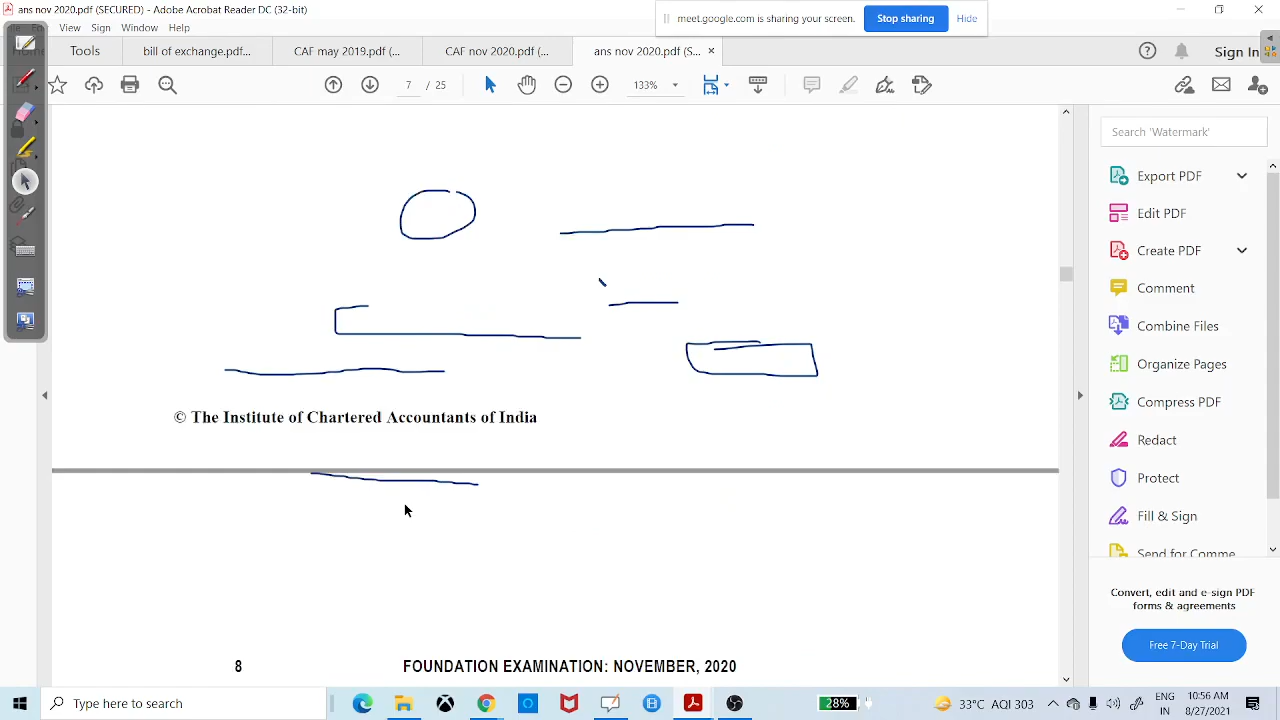 ans nov 2020.pdf (SECURED) - Adobe Acrobat Reader DC (32-bit)
meet.google.com is sharing your screen.
Stop sharing
Hide
View Sign Window Help
Tools
bill of exchange.pdf...
CAF may 2019.pdf (...
CAF nov 2020.pdf (...
ans nov 2020.pdf (S...
Sign In
7 / 25
133%
Search 'Watermark'
Export PDF
Edit PDF
Create PDF
Comment
Combine Files
Organize Pages
Compress PDF
Redact
Protect
Fill & Sign
Send for Comme
Convert, edit and e-sign PDF
forms & agreements
Free 7-Day Trial
© The Institute of Chartered Accountants of India
8
FOUNDATION EXAMINATION: NOVEMBER, 2020
Type here to search
28%
33°C AQI 303
ENG
IN
10:56 AM
8/27/2021